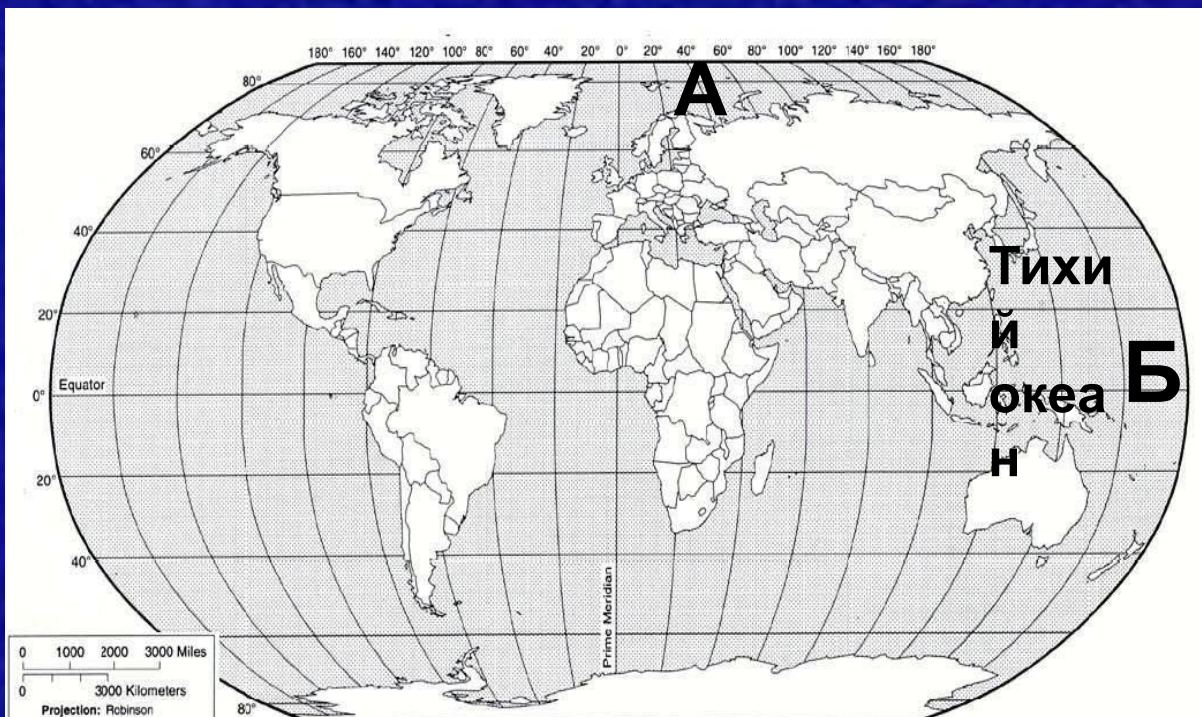 180° 160° 140° 120° 100° 80° 60° 40° 20° 0° 20° 40° 60° 80° 100° 120° 140° 160° 180°
А
80°
60°
40°
Тихи
й
океа
н
20°
Б
Equator
0°
20°
40°
Prime Meridian
0 1000 2000 3000 Miles
0 3000 Kilometers
Projection: Robinson
80°